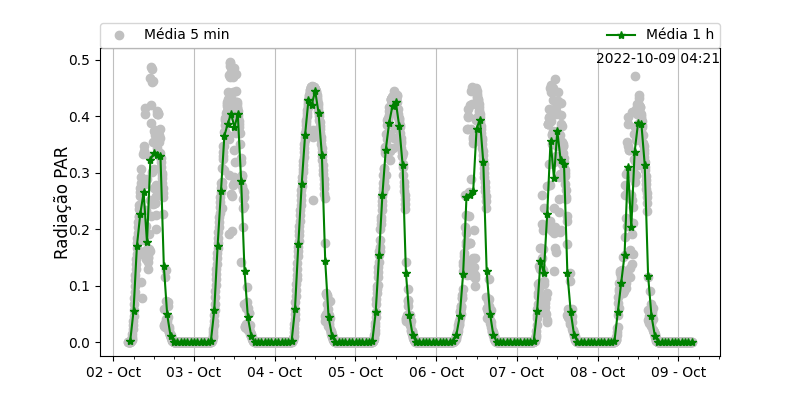 Média 5 min
Média 1 h
2022-10-09 04:21
Radiação PAR
0.5
0.4
0.3
0.2
0.1
0.0
02 - Oct
03 - Oct
04 - Oct
05 - Oct
06 - Oct
07 - Oct
08 - Oct
09 - Oct